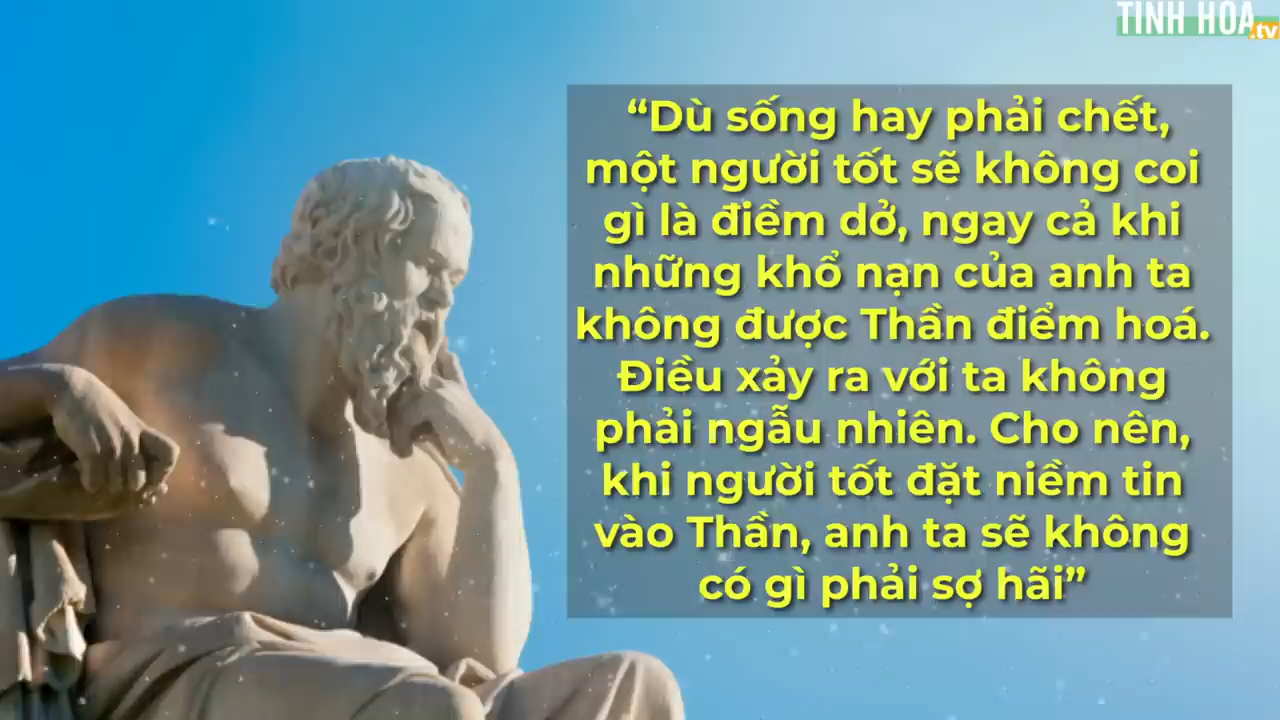 TINH HOA
.tv
“Dù sống hay phải chết,
một người tốt sẽ không coi
gì là điềm dở, ngay cả khi
những khổ nạn của anh ta
không được Thần điểm hoá.
Điều xảy ra với ta không
phải ngẫu nhiên. Cho nên,
khi người tốt đặt niềm tin
vào Thần, anh ta sẽ không
có gì phải sợ hãi”